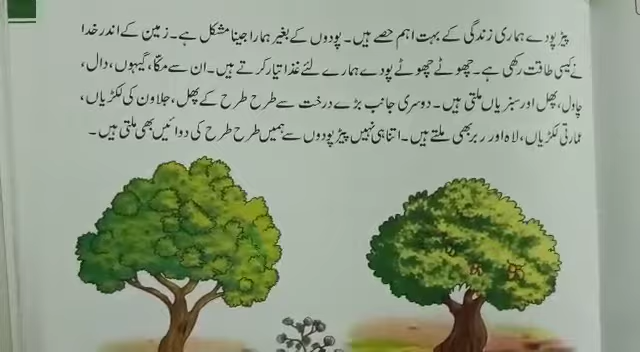 پیڑ پودے ہماری زندگی کے بہت اہم حصے ہیں۔ پودوں کے بغیر ہمارا جینا مشکل ہے۔ زمین کے اندر خدا
نے کیسی طاقت رکھی ہے۔ چھوٹے چھوٹے پودے ہمارے لئے غذا تیار کرتے ہیں۔ ان سے مکّا، گیہوں، دال،
چاول، پھل اور سبزیاں ملتی ہیں۔ دوسری جانب بڑے درخت سے طرح طرح کے پھل، جلاون کی لکڑیاں،
عمارتی لکڑیاں، لاہ اور ربر بھی ملتے ہیں۔ اتنا ہی نہیں پیڑ پودوں سے ہمیں طرح طرح کی دوائیں بھی ملتی ہیں۔